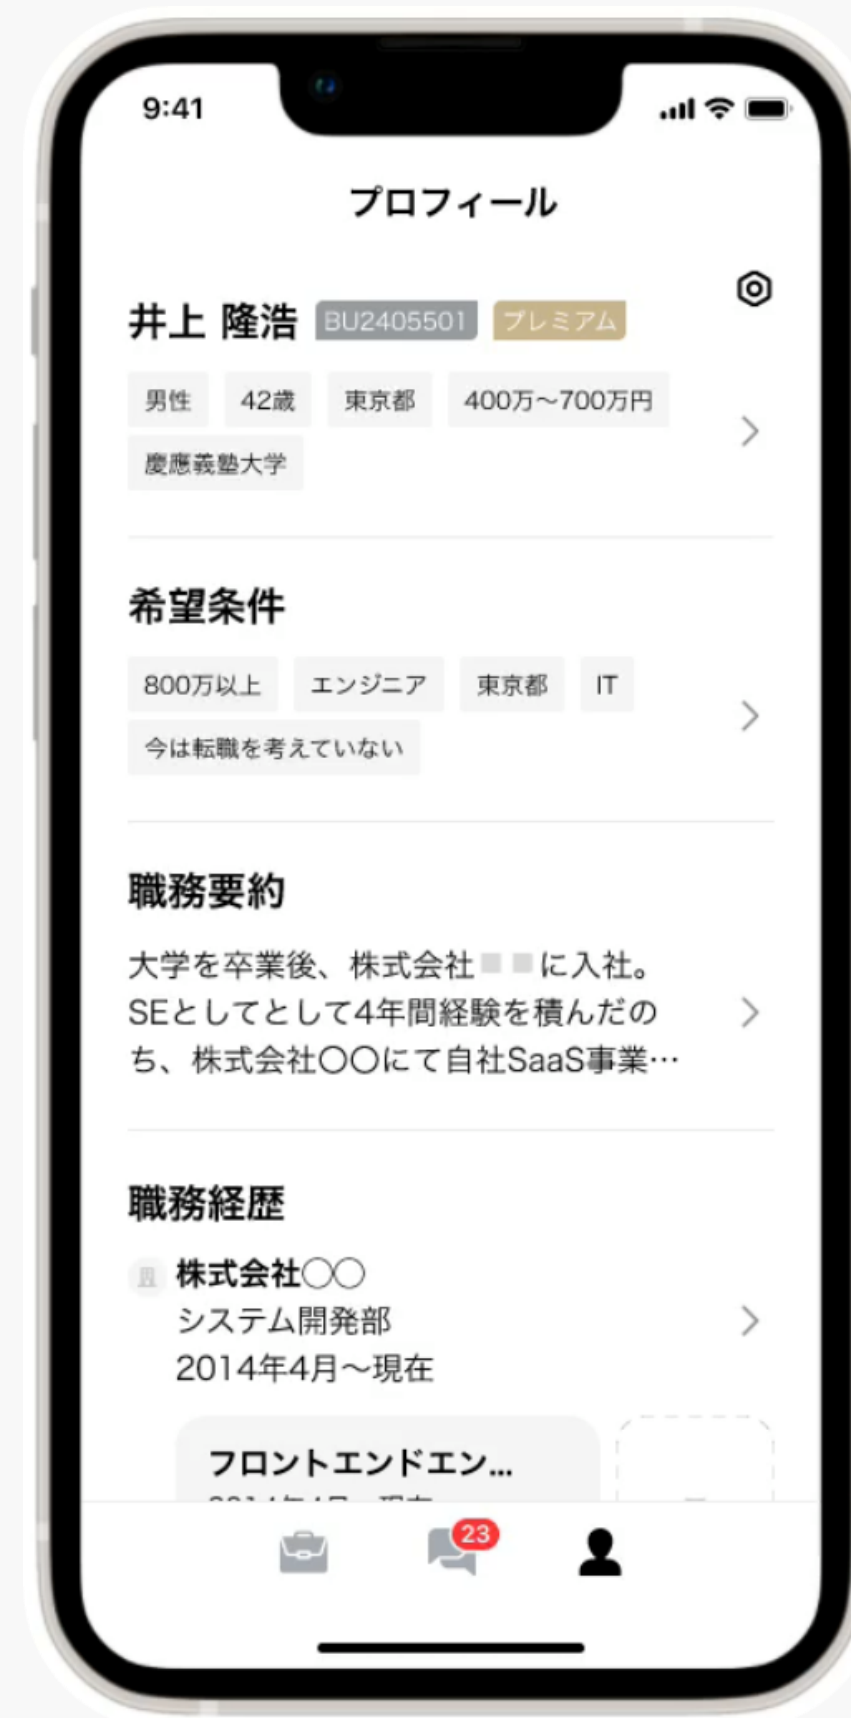 9:41
プロフィール
井上 隆浩 BU2405501 プレミアム
男性 42歳 東京都 400万〜700万円
慶應義塾大学
希望条件
800万以上 エンジニア 東京都 IT
今は転職を考えていない
職務要約
大学を卒業後、株式会社■■に入社。
SEとしてとして4年間経験を積んだの
ち、株式会社〇〇にて自社SaaS事業…
職務経歴
株式会社〇〇
システム開発部
2014年4月〜現在
フロントエンドエン...
23